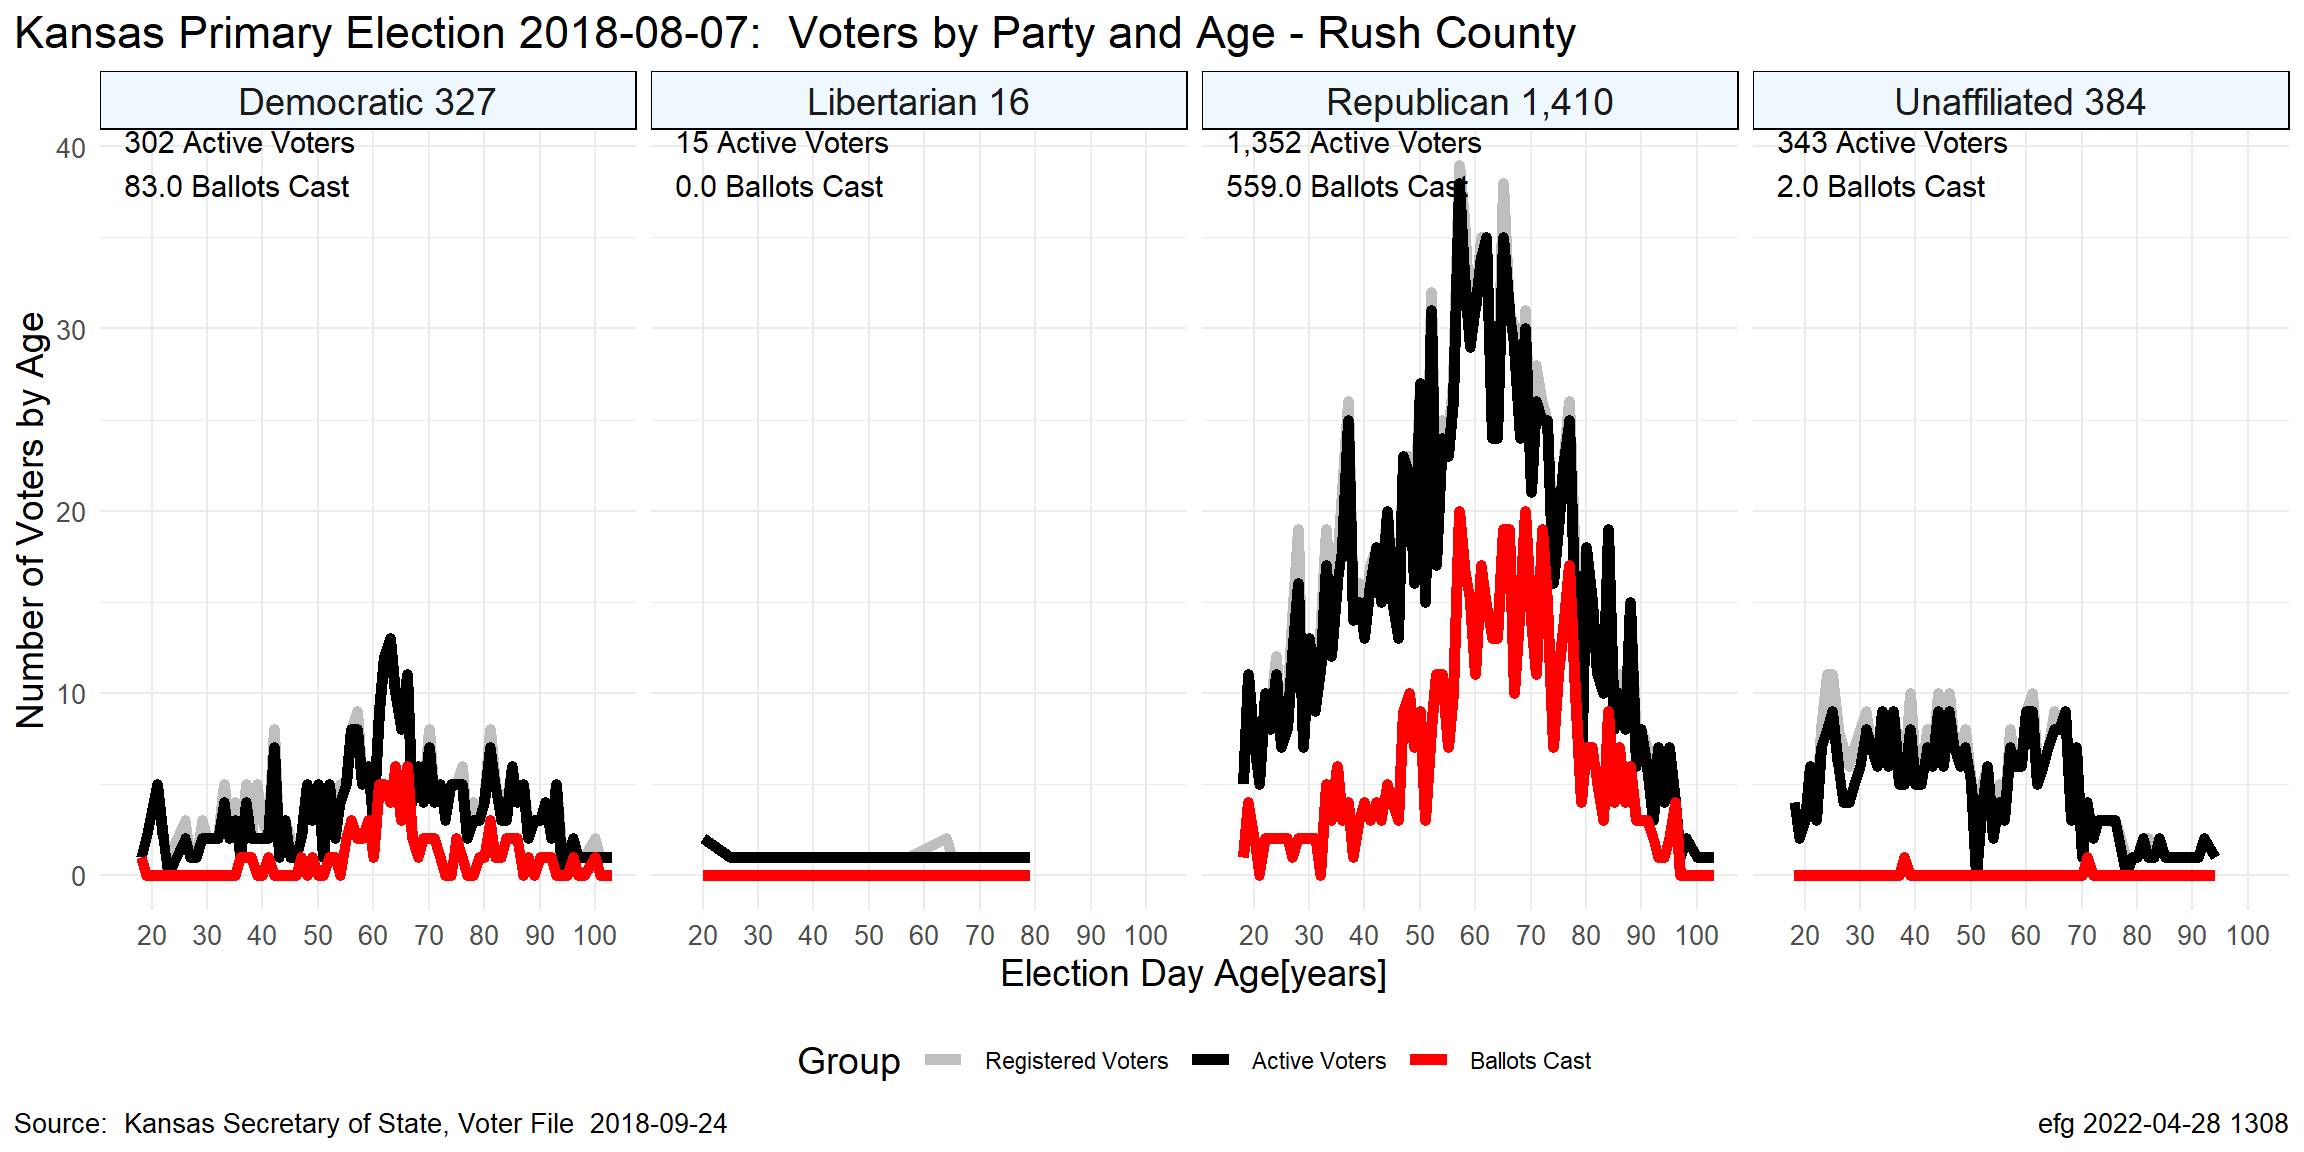 Kansas Primary Election 2018-08-07:  Voters by Party and Age - Rush County
Democratic 327
Libertarian 16
Republican 1,410
Unaffiliated 384
302 Active Voters
83.0 Ballots Cast
15 Active Voters
0.0 Ballots Cast
1,352 Active Voters
559.0 Ballots Cast
343 Active Voters
2.0 Ballots Cast
Number of Voters by Age
40
30
20
10
0
20 30 40 50 60 70 80 90 100
20 30 40 50 60 70 80 90 100
20 30 40 50 60 70 80 90 100
20 30 40 50 60 70 80 90 100
Election Day Age[years]
Group Registered Voters Active Voters Ballots Cast
Source:  Kansas Secretary of State, Voter File  2018-09-24
efg 2022-04-28 1308